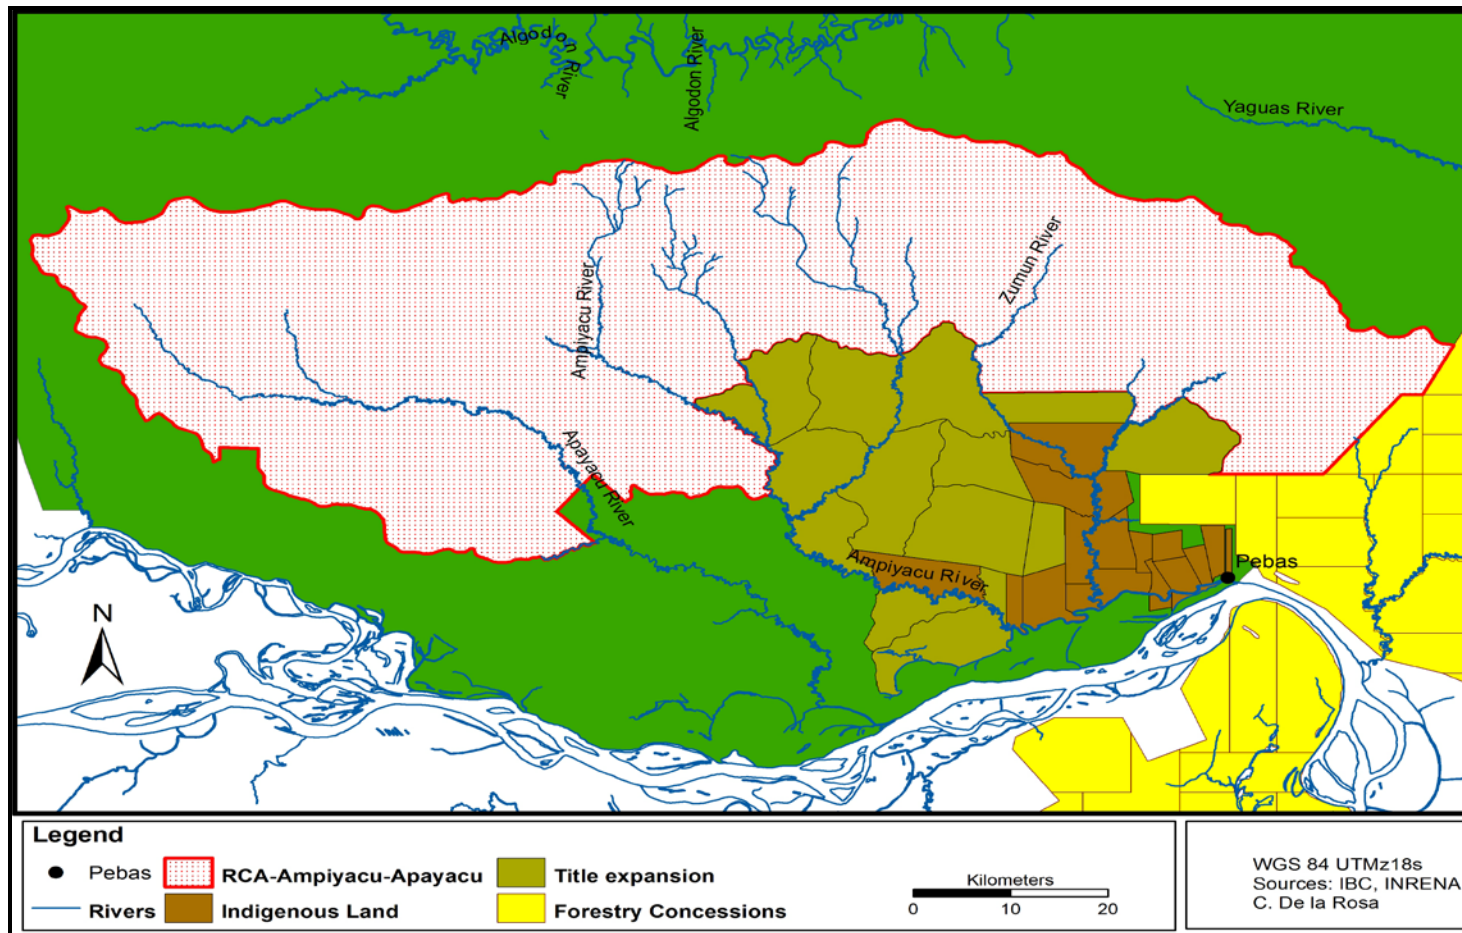 Algodon River
Algodon River
Yaguas River
Ampiyacu River
Zumun River
Apayacu River
Ampiyacu River
Pebas
N
Legend
Pebas
RCA-Ampiyacu-Apayacu
Title expansion
Rivers
Indigenous Land
Forestry Concessions
Kilometers
0 10 20
WGS 84 UTMz18s
Sources: IBC, INRENA
C. De la Rosa